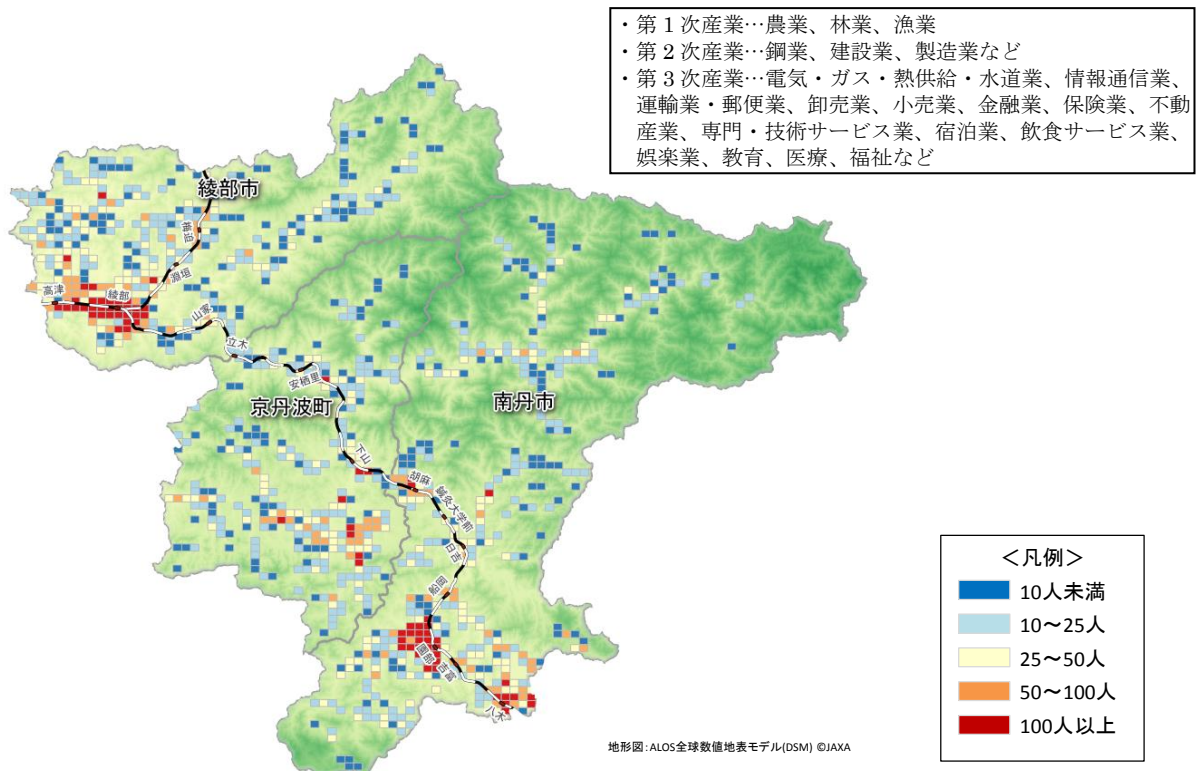 ・第１次産業…農業、林業、漁業
・第２次産業…鋼業、建設業、製造業など
・第３次産業…電気・ガス・熱供給・水道業、情報通信業、
運輸業・郵便業、卸売業、小売業、金融業、保険業、不動
産業、専門・技術サービス業、宿泊業、飲食サービス業、
娯楽業、教育、医療、福祉など
綾部市
梅迫
淵垣
高津
綾部
山家
立木
安栖里
京丹波町
南丹市
下山
胡麻
鍼灸大学前
日吉
船岡
園部
吉富
八木
＜凡例＞
10人未満
10～25人
25～50人
50～100人
100人以上
地形図：ALOS全球数値地表モデル(DSM) ©JAXA